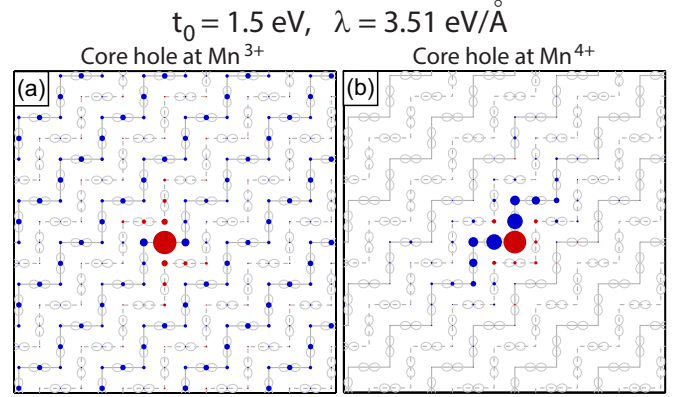 t₀ = 1.5 eV, λ = 3.51 eV/Å
Core hole at Mn³⁺
Core hole at Mn⁴⁺
(a)
(b)